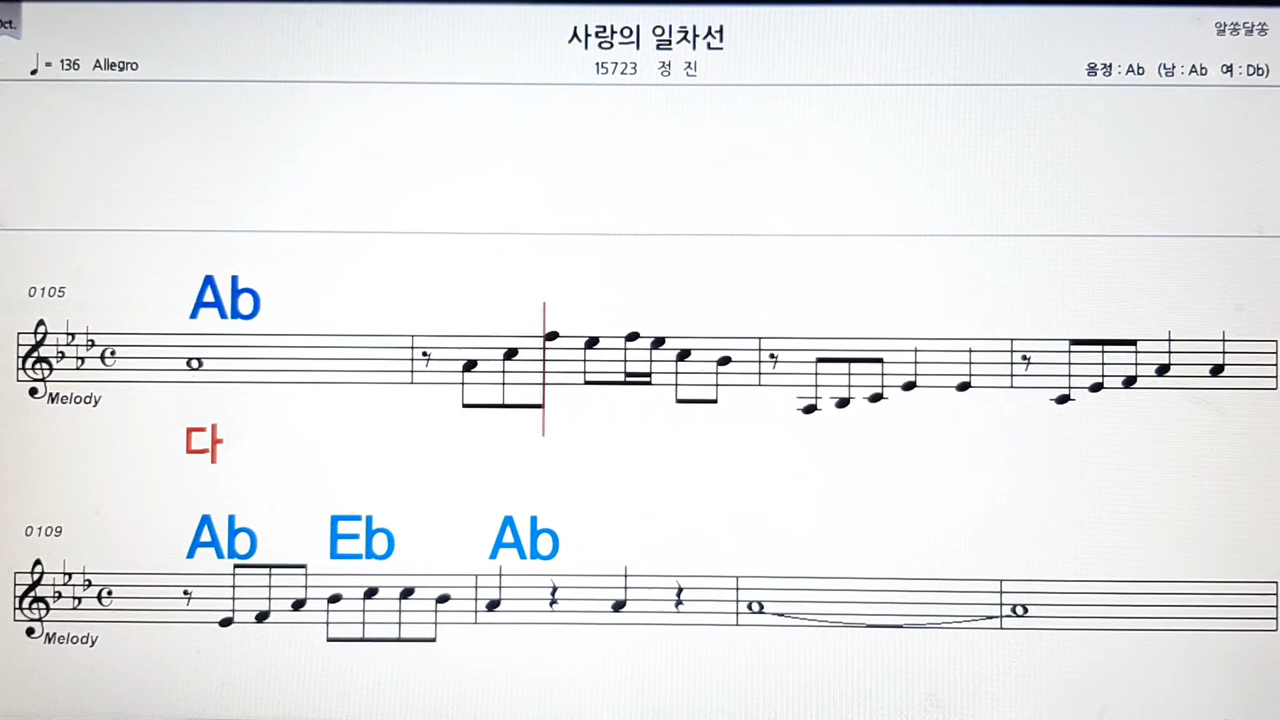 사랑의 일차선
알쏭달쏭
♩= 136 Allegro
15723 정 진
음정 : Ab (남 : Ab 여 : Db)
0105
Ab
Melody
다
0109
Ab Eb Ab
Melody